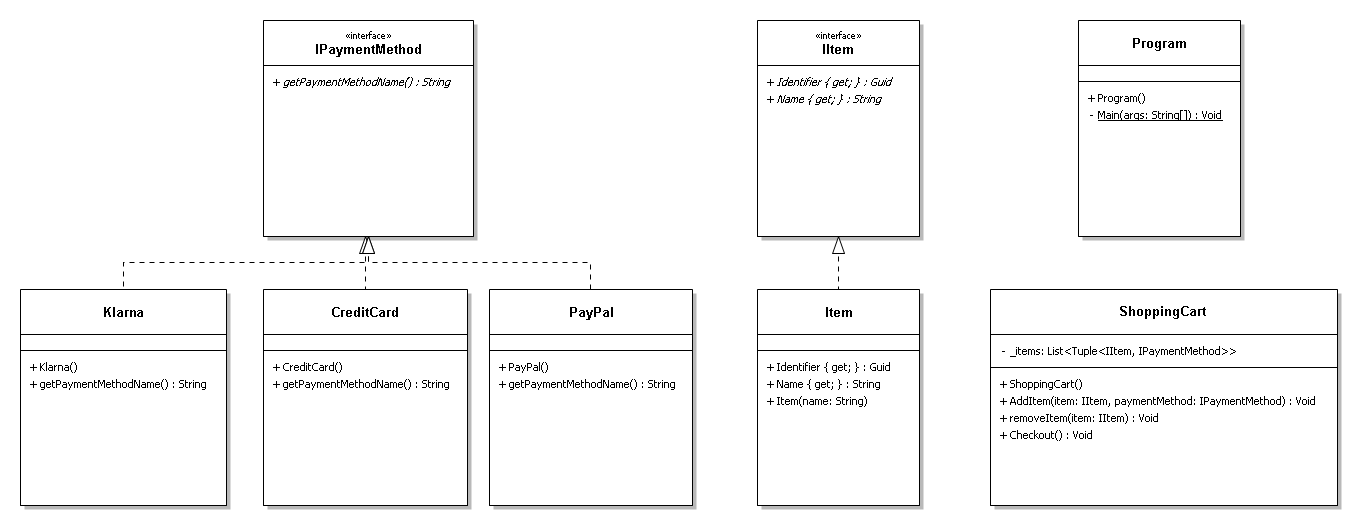 «interface»
IPaymentMethod
+ getPaymentMethodName() : String
«interface»
IItem
+ Identifier { get; } : Guid
+ Name { get; } : String
Program
+ Program()
- Main(args: String[]) : Void
Klarna
+ Klarna()
+ getPaymentMethodName() : String
CreditCard
+ CreditCard()
+ getPaymentMethodName() : String
PayPal
+ PayPal()
+ getPaymentMethodName() : String
Item
+ Identifier { get; } : Guid
+ Name { get; } : String
+ Item(name: String)
ShoppingCart
- _items: List<Tuple<IItem, IPaymentMethod>>
+ ShoppingCart()
+ AddItem(item: IItem, paymentMethod: IPaymentMethod) : Void
+ removeItem(item: IItem) : Void
+ Checkout() : Void